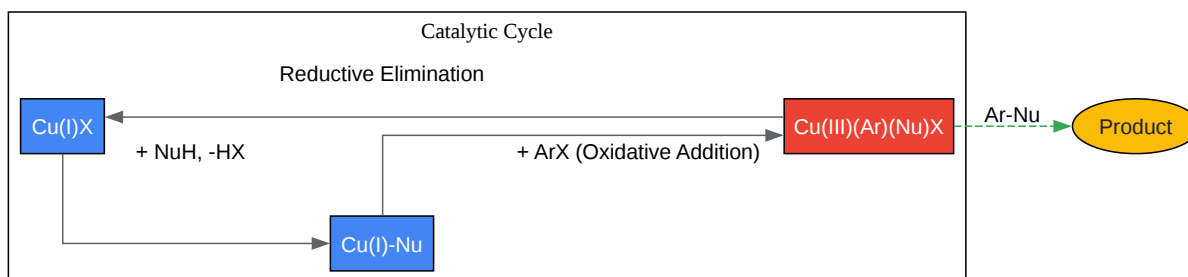 Catalytic Cycle
Reductive Elimination
Cu(I)X
Cu(III)(Ar)(Nu)X
Ar-Nu
Product
+ NuH, -HX
+ ArX (Oxidative Addition)
Cu(I)-Nu